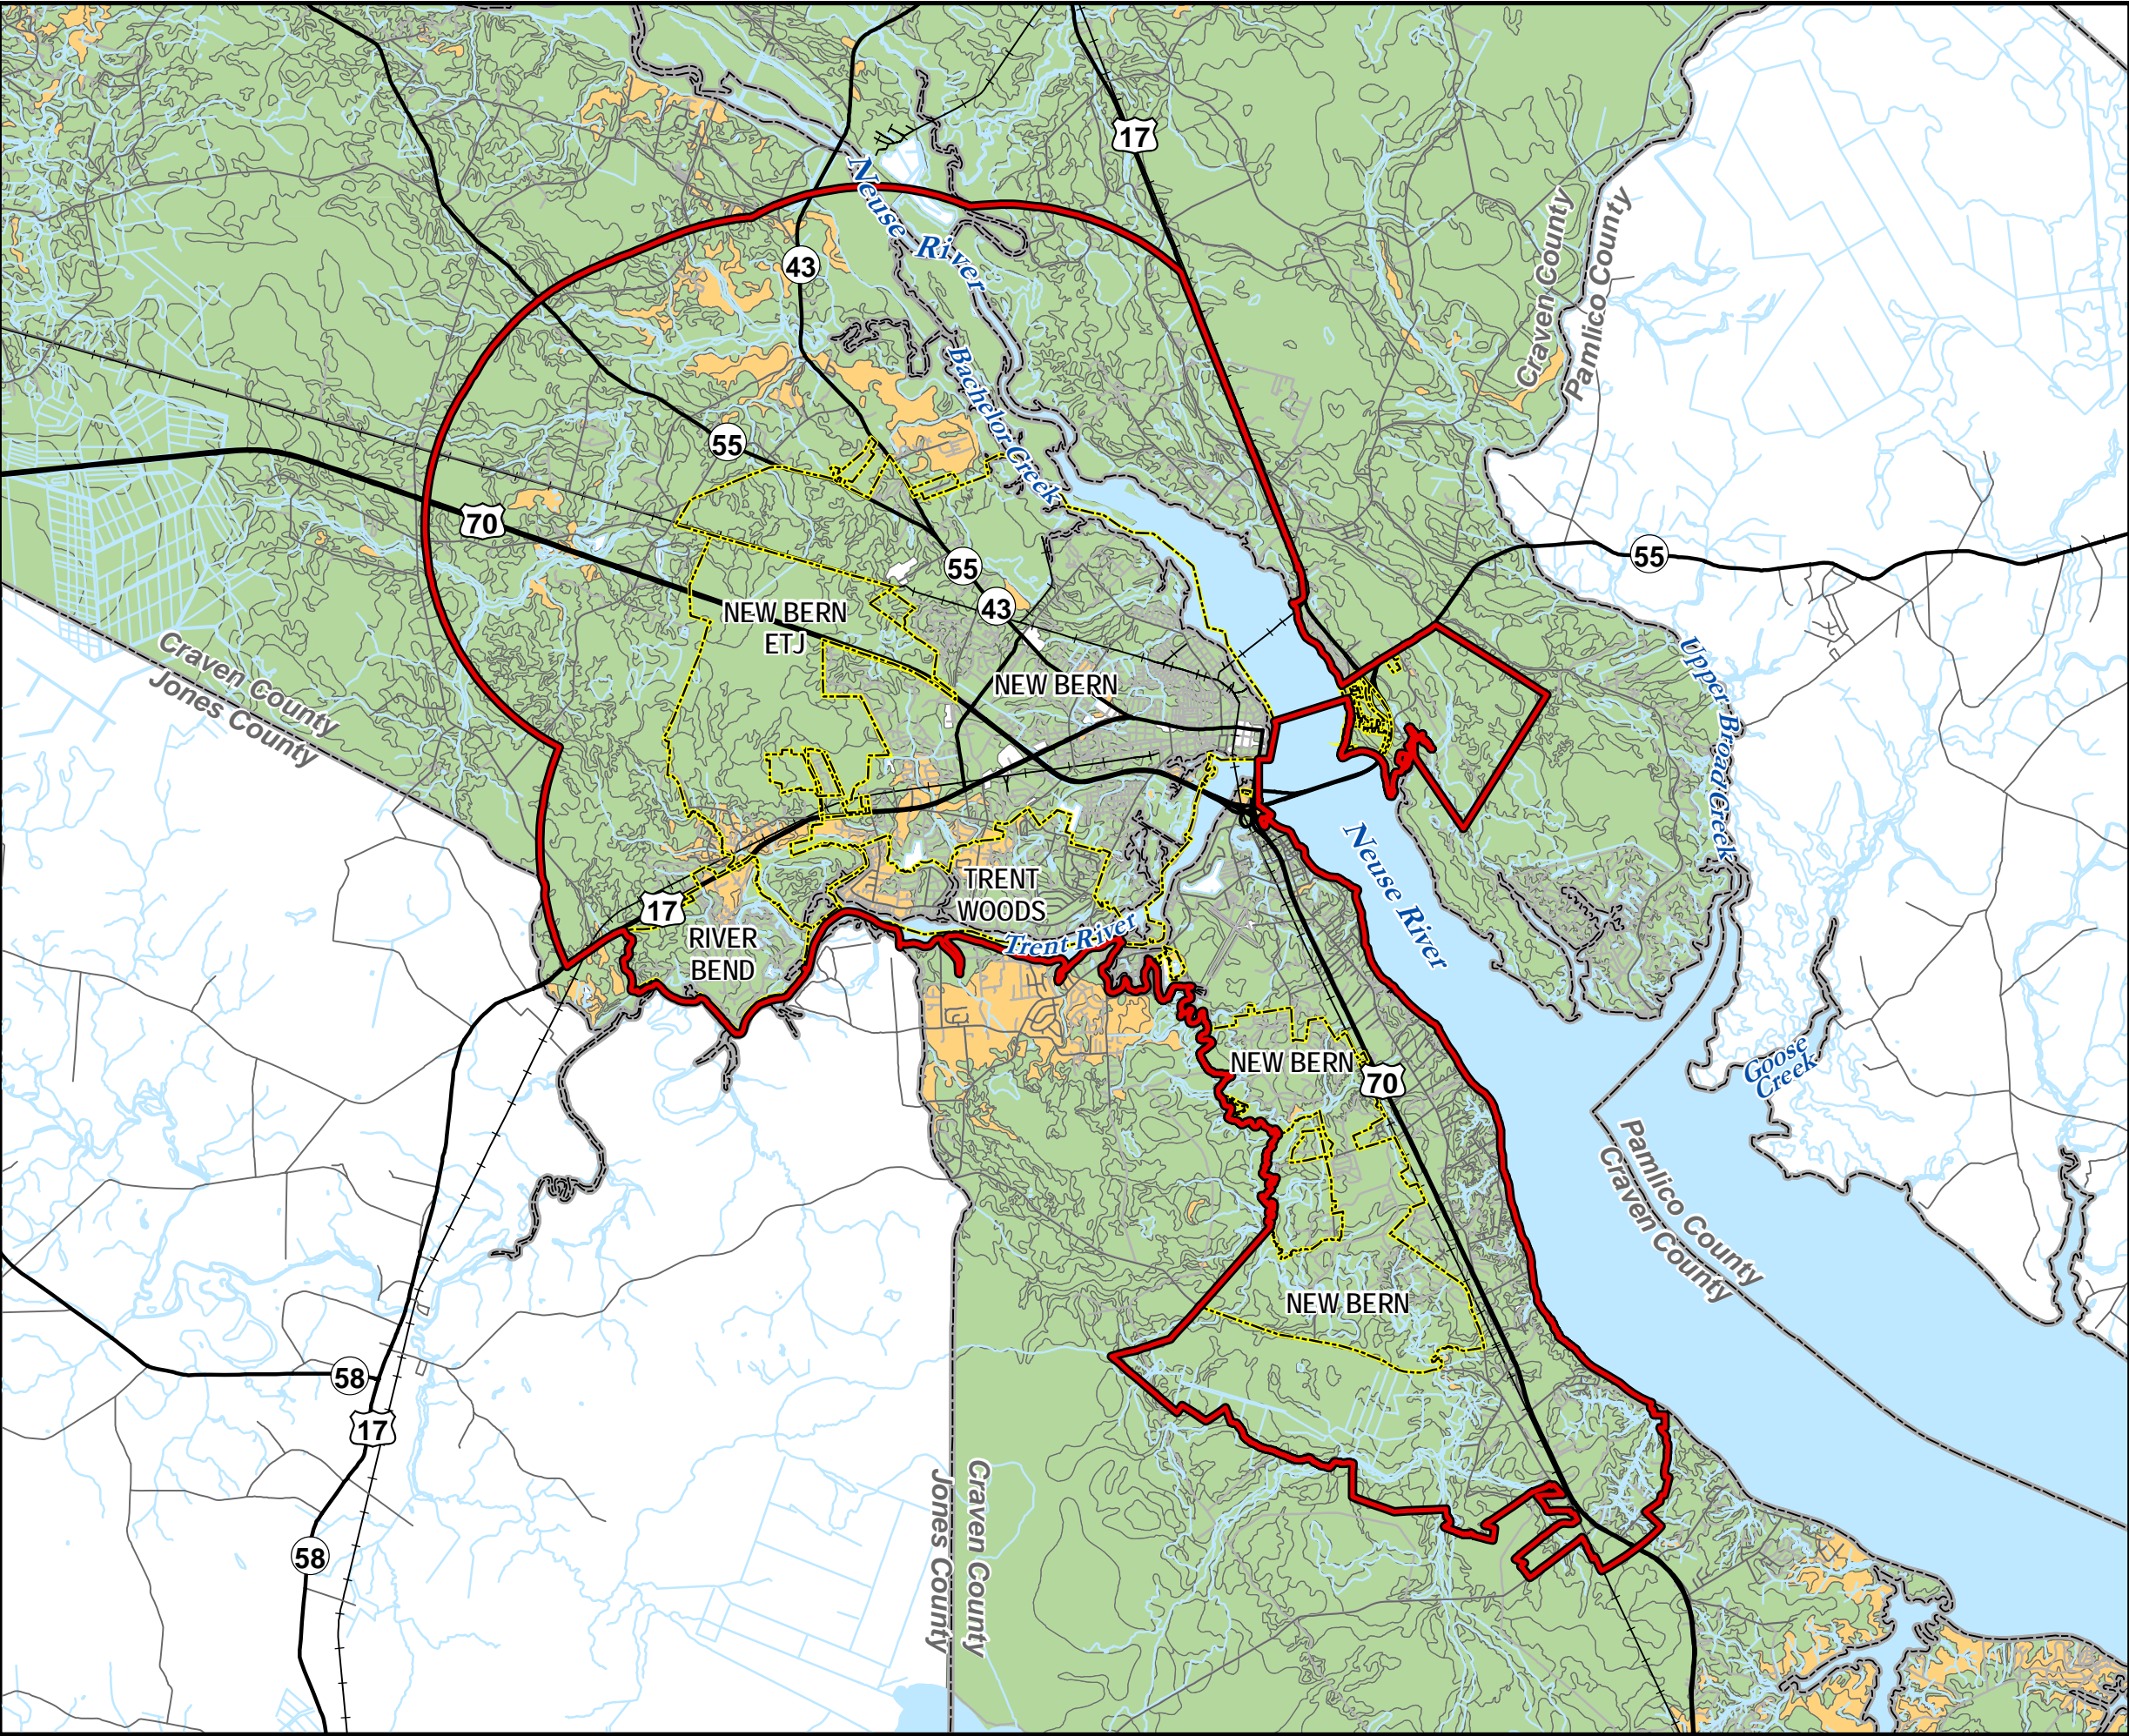 17
Neuse River
Craven County
Pamlico County
43
Bachelor Creek
55
70
55
55
43
NEW BERN
ETJ
NEW BERN
Craven County
Jones County
Upper Broad Creek
Neuse River
TRENT
WOODS
17
RIVER
BEND
Trent River
NEW BERN
70
Goose
Creek
Pamlico County
Craven County
NEW BERN
58
17
58
Jones County
Craven County